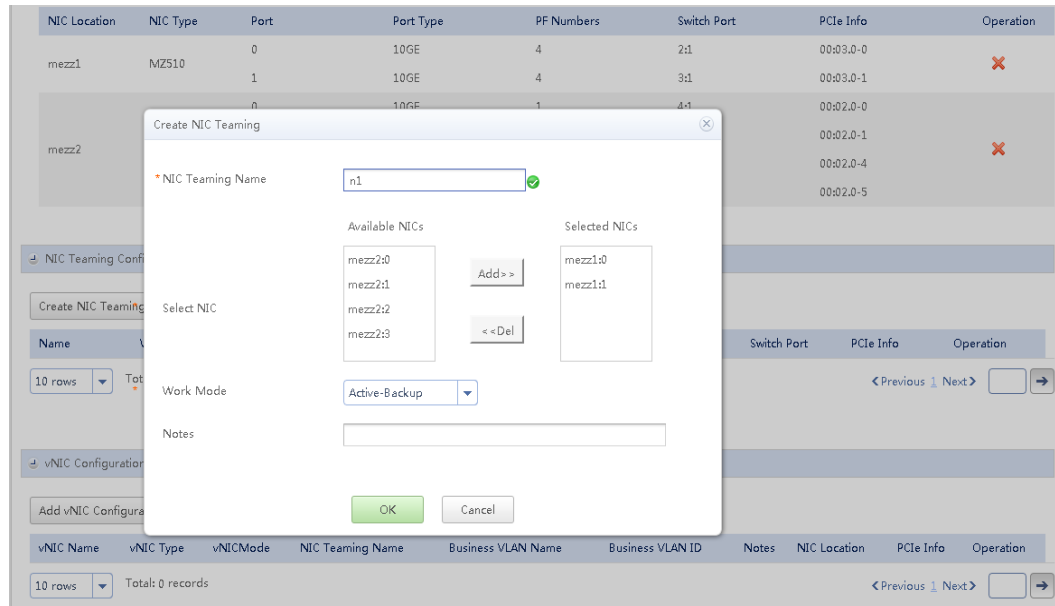 NIC Location NIC Type Port Port Type PF Numbers Switch Port PCIe Info Operation
0 10GE 4 2:1 00:03.0-0
mezz1 MZ510
1 10GE 4 3:1 00:03.0-1
0 10GE 1 4:1 00:02.0-0
Create NIC Teaming
00:02.0-1
mezz2
00:02.0-4
*NIC Teaming Name n1
00:02.0-5
Available NICs Selected NICs
NIC Teaming Confi
mezz2:0 mezz1:0
Add>>
mezz2:1 mezz1:1
Create NIC Teaming
Select NIC
mezz2:2
<<Del
mezz2:3
Name Switch Port PCIe Info Operation
10 rows Tot
Previous 1 Next
Work Mode Active-Backup
Notes
vNIC Configuration
Add vNIC Configura
OK Cancel
vNIC Name vNIC Type vNICMode NIC Teaming Name Business VLAN Name Business VLAN ID Notes NIC Location PCIe Info Operation
10 rows Total: 0 records Previous 1 Next